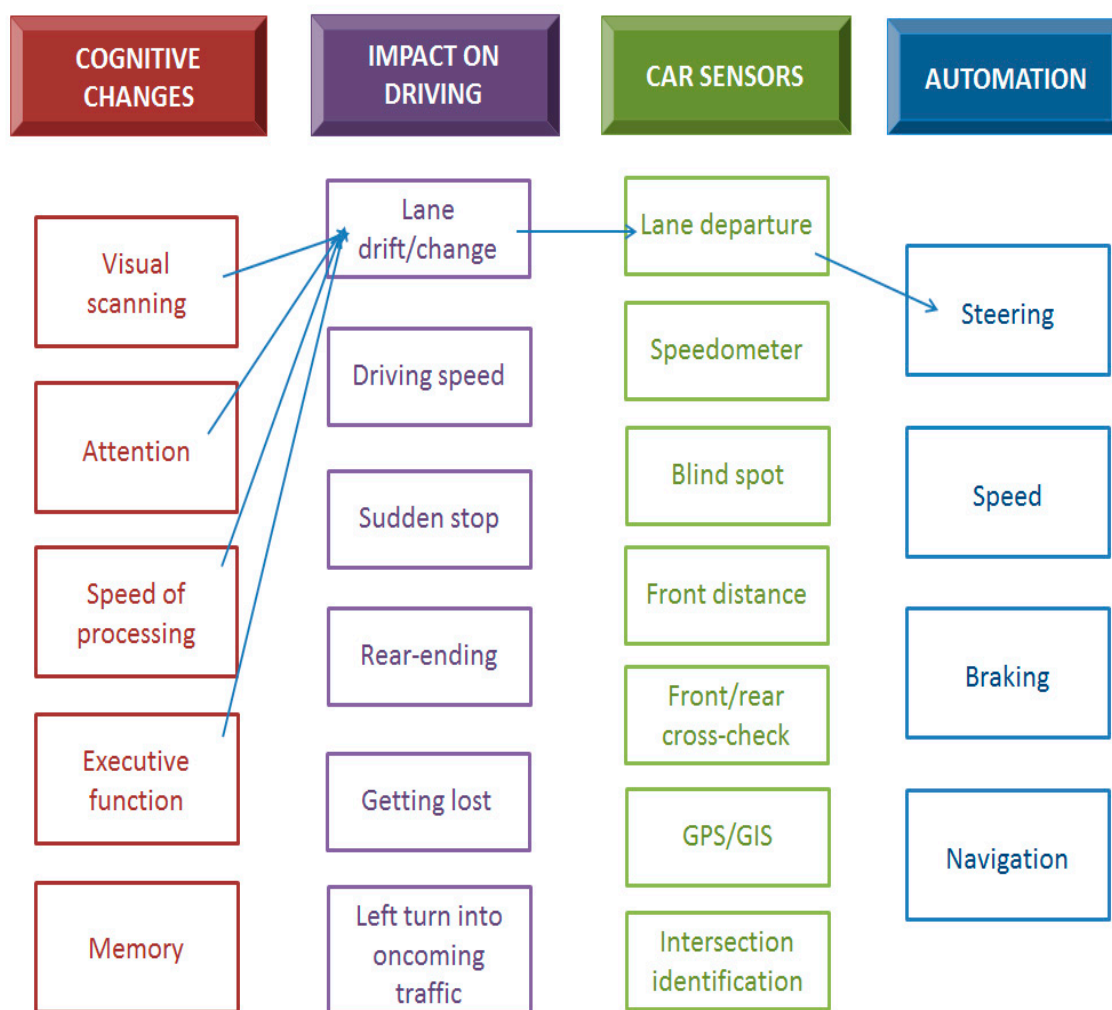 COGNITIVE
CHANGES
IMPACT ON
DRIVING
CAR SENSORS
AUTOMATION
Visual
scanning
Attention
Speed of
processing
Executive
function
Memory
Lane
drift/change
Driving speed
Sudden stop
Rear-ending
Getting lost
Left turn into
oncoming
traffic
Lane departure
Speedometer
Blind spot
Front distance
Front/rear
cross-check
GPS/GIS
Intersection
identification
Steering
Speed
Braking
Navigation